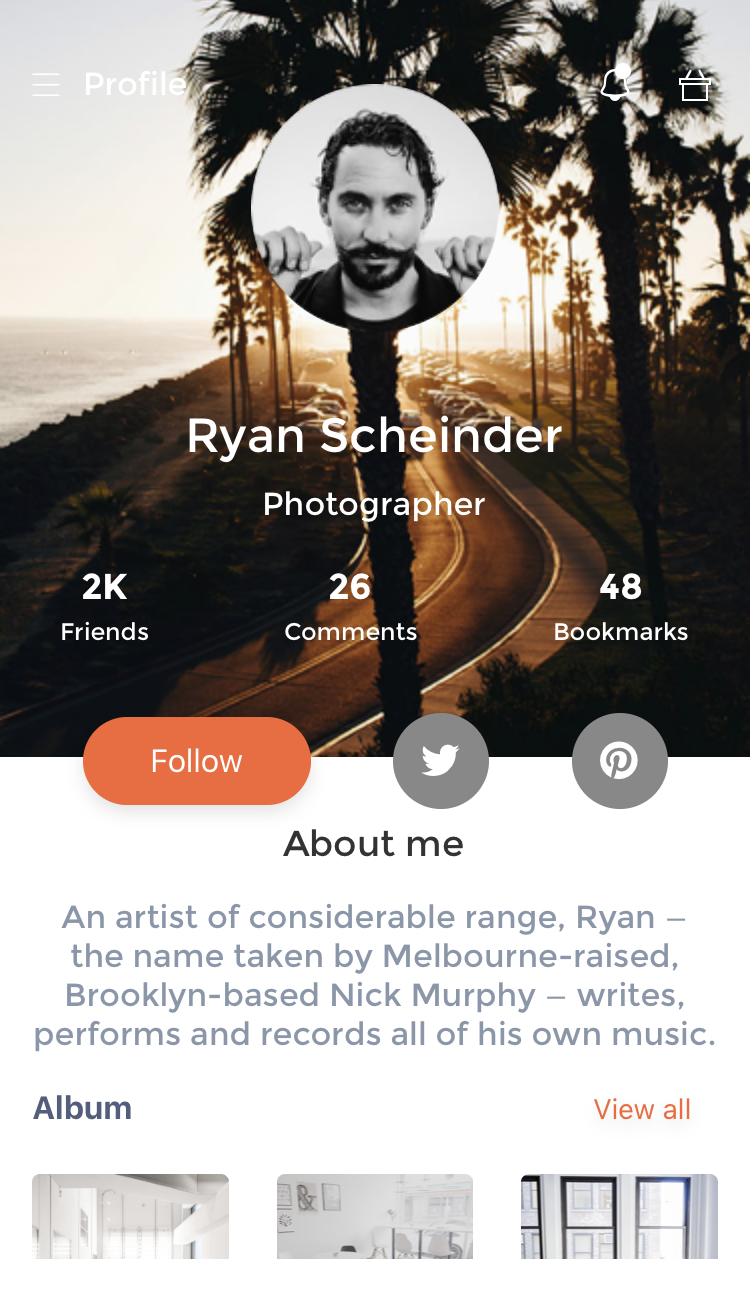 Profile
Ryan Scheinder
Photographer
2K
26
48
Friends
Comments
Bookmarks
Follow
About me
An artist of considerable range, Ryan —
the name taken by Melbourne-raised,
Brooklyn-based Nick Murphy — writes,
performs and records all of his own music.
Album
View all
&